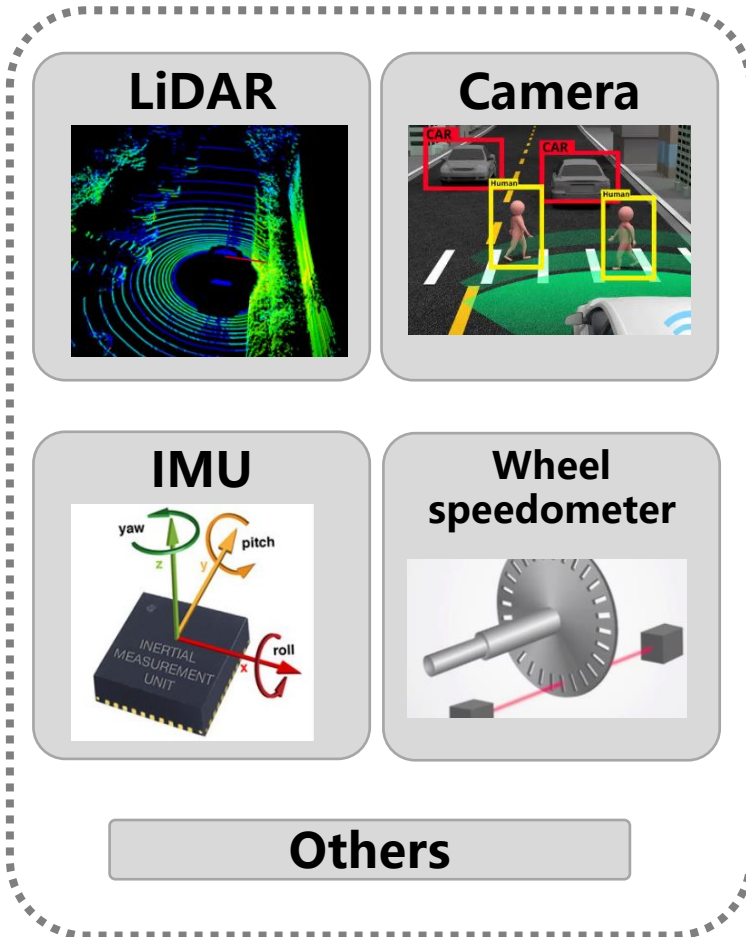 LiDAR
Camera
CAR
CAR
Human
Human
IMU
yaw
pitch
z
y
roll
x
INERTIAL
MEASUREMENT
UNIT
Wheel
speedometer
Others